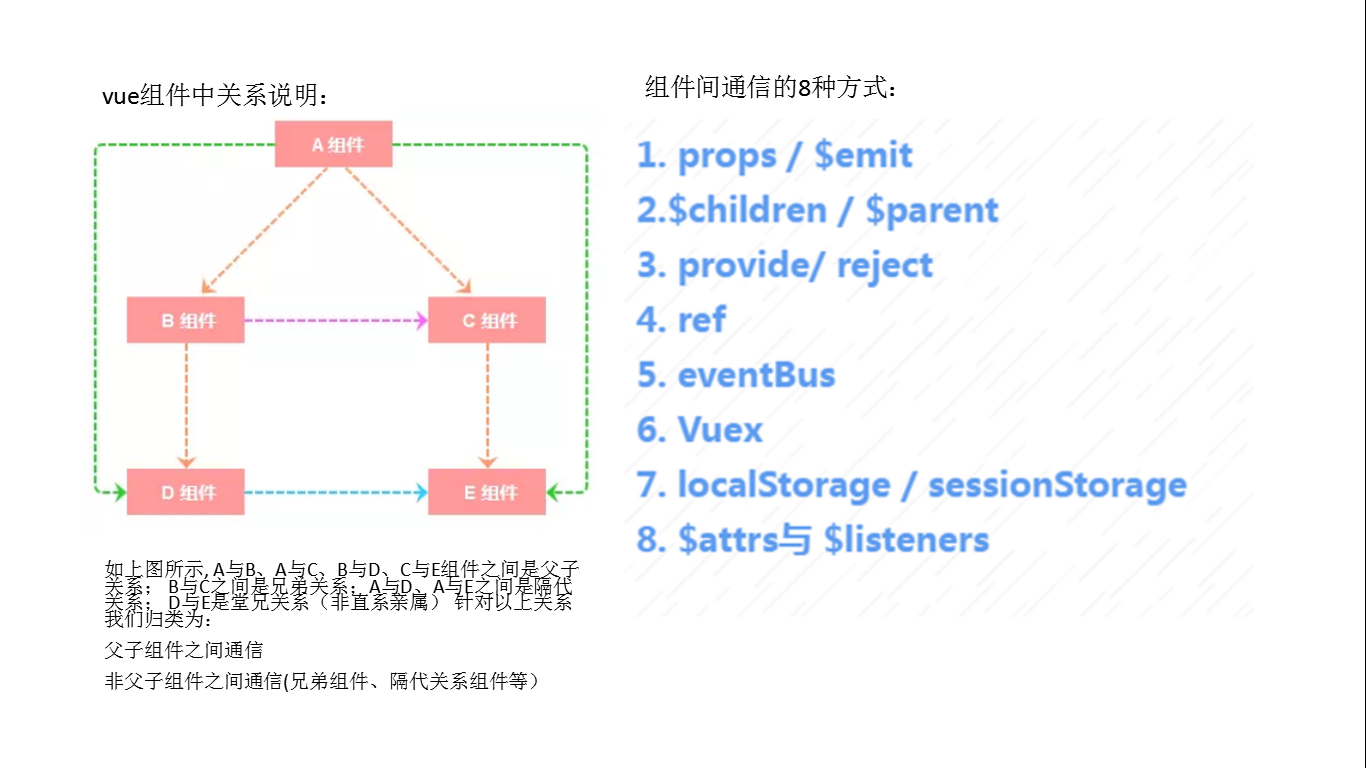 vue组件中关系说明：
A 组件
B 组件
C 组件
D 组件
E 组件
如上图所示, A与B、A与C、B与D、C与E组件之间是父子
关系； B与C之间是兄弟关系；A与D、A与E之间是隔代
关系； D与E是堂兄关系（非直系亲属） 针对以上关系
我们归类为：
父子组件之间通信
非父子组件之间通信(兄弟组件、隔代关系组件等）
组件间通信的8种方式：
1. props / $emit
2.$children / $parent
3. provide/ reject
4. ref
5. eventBus
6. Vuex
7. localStorage / sessionStorage
8. $attrs与 $listeners